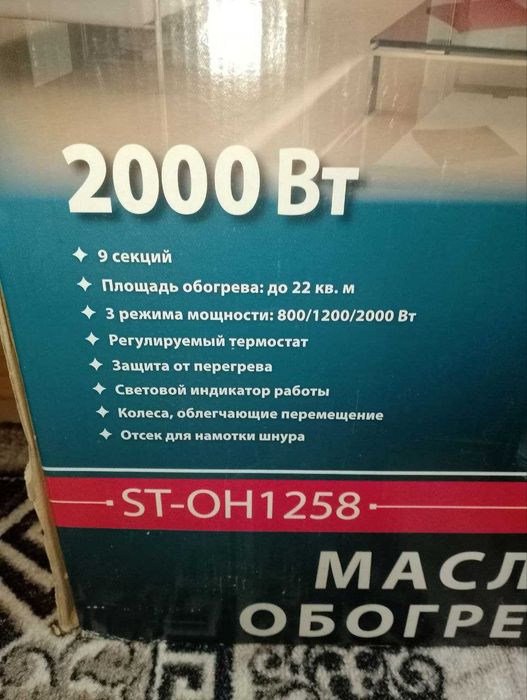 2000 Вт
9 секций
Площадь обогрева: до 22 кв. м
3 режима мощности: 800/1200/2000 Вт
Регулируемый термостат
Защита от перегрева
Световой индикатор работы
Колеса, облегчающие перемещение
Отсек для намотки шнура
ST-OH1258
МАСЛ
ОБОГРЕ